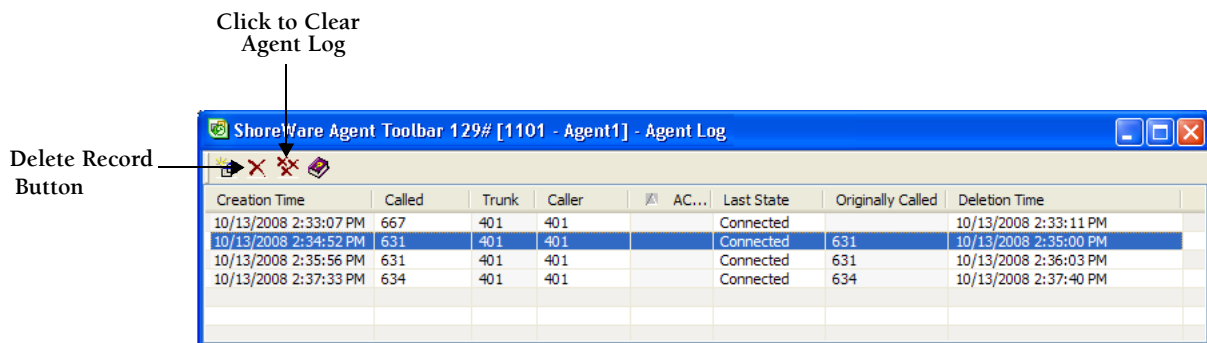 Click to Clear
Agent Log
ShoreWare Agent Toolbar 129# [1101 - Agent1] - Agent Log
Delete Record
Button
Creation Time Called Trunk Caller AC... Last State Originally Called Deletion Time
10/13/2008 2:33:07 PM 667 401 401 Connected 10/13/2008 2:33:11 PM
10/13/2008 2:34:52 PM 631 401 401 Connected 631 10/13/2008 2:35:00 PM
10/13/2008 2:35:56 PM 631 401 401 Connected 631 10/13/2008 2:36:03 PM
10/13/2008 2:37:33 PM 634 401 401 Connected 634 10/13/2008 2:37:40 PM